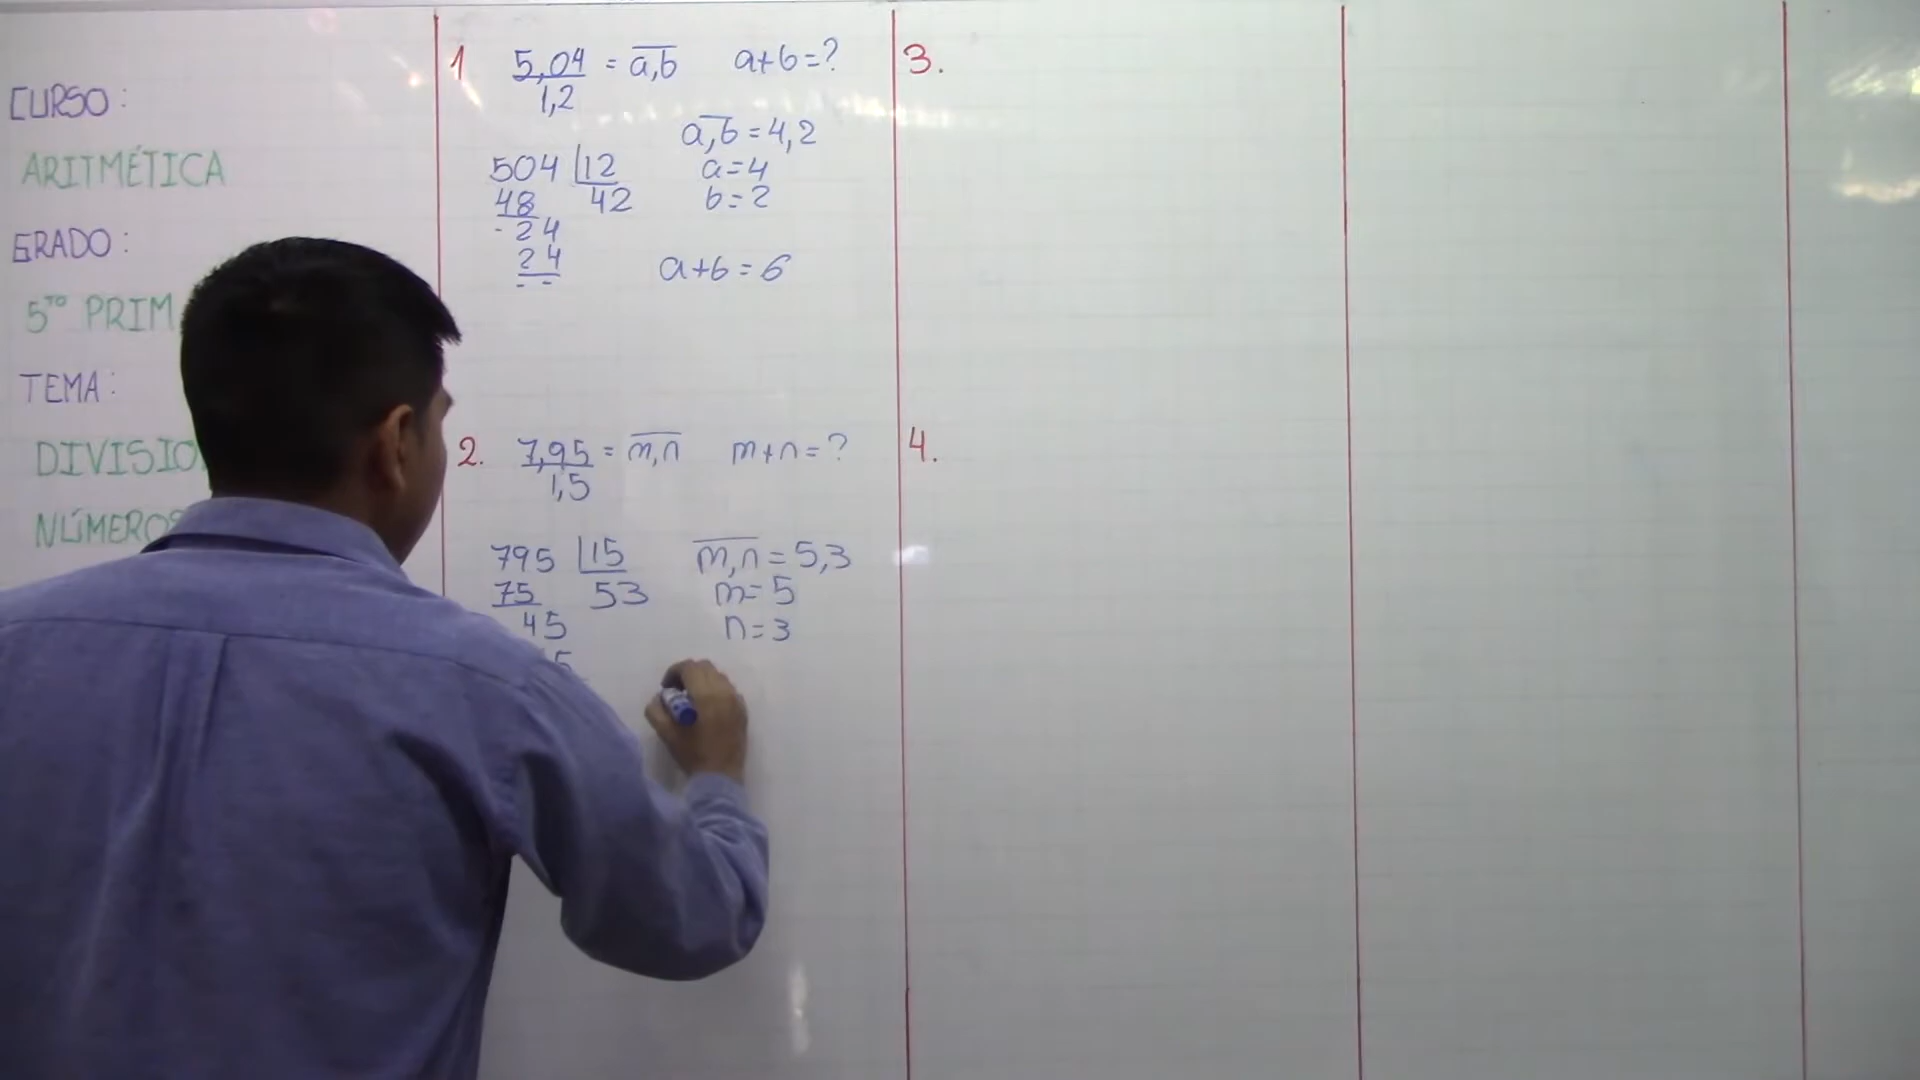 CURSO:
ARITMÉTICA
GRADO:
5TO PRIM
TEMA:
NÚMEROS
1 5,04 = a,b a+b=?
1,2
a,b = 4,2
504 12 a=4
48 42 b=2
-24
24 a+b = 6
- -
2. 7,95 = m,n m+n=?
1,5
795 15 m,n = 5,3
75 53 m=5
45 n=3
3.
4.